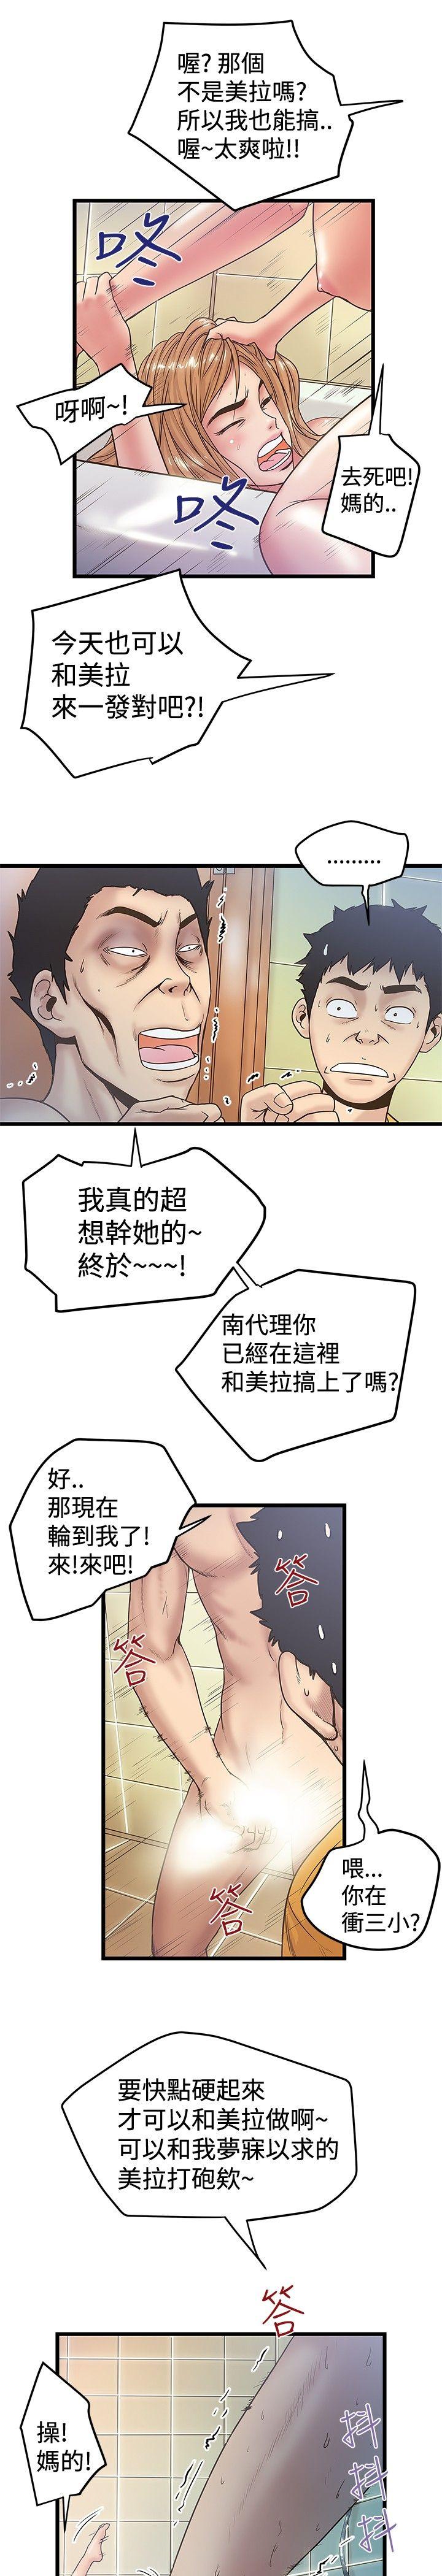 喔? 那個
不是美拉嗎?
所以我也能搞..
喔~太爽啦!!
咚
呀啊~!
去死吧!
媽的..
咚
今天也可以
和美拉
來一發對吧?!
.........
我真的超
想幹她的~
終於~~~!
南代理你
已經在這裡
和美拉搞上了嗎?
好..
那現在
輪到我了!
來!來吧!
答
答
喂...
你在
衝三小?
答
要快點硬起來
才可以和美拉做啊~
可以和我夢寐以求的
美拉打砲欸~
答
操!
媽的!
抖
抖
抖